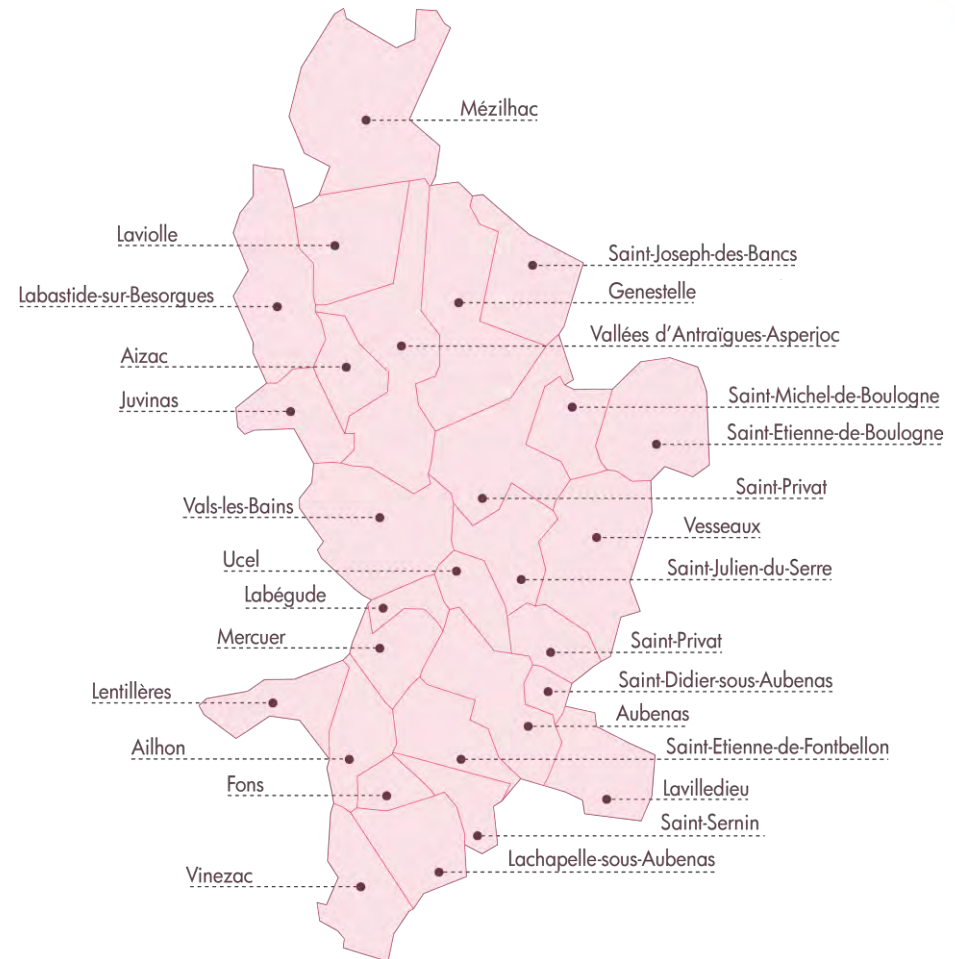 Mézilhac
Laviolle
Saint-Joseph-des-Bancs
Labastide-sur-Besorgues
Genestelle
Vallées d'Antraïgues-Asperjoc
Aizac
Juvinas
Saint-Michel-de-Boulogne
Saint-Etienne-de-Boulogne
Saint-Privat
Vals-les-Bains
Vesseaux
Ucel
Saint-Julien-du-Serre
Labégude
Mercuer
Saint-Privat
Saint-Didier-sous-Aubenas
Lentillères
Aubenas
Ailhon
Saint-Etienne-de-Fontbellon
Fons
Lavilledieu
Saint-Sernin
Lachapelle-sous-Aubenas
Vinezac